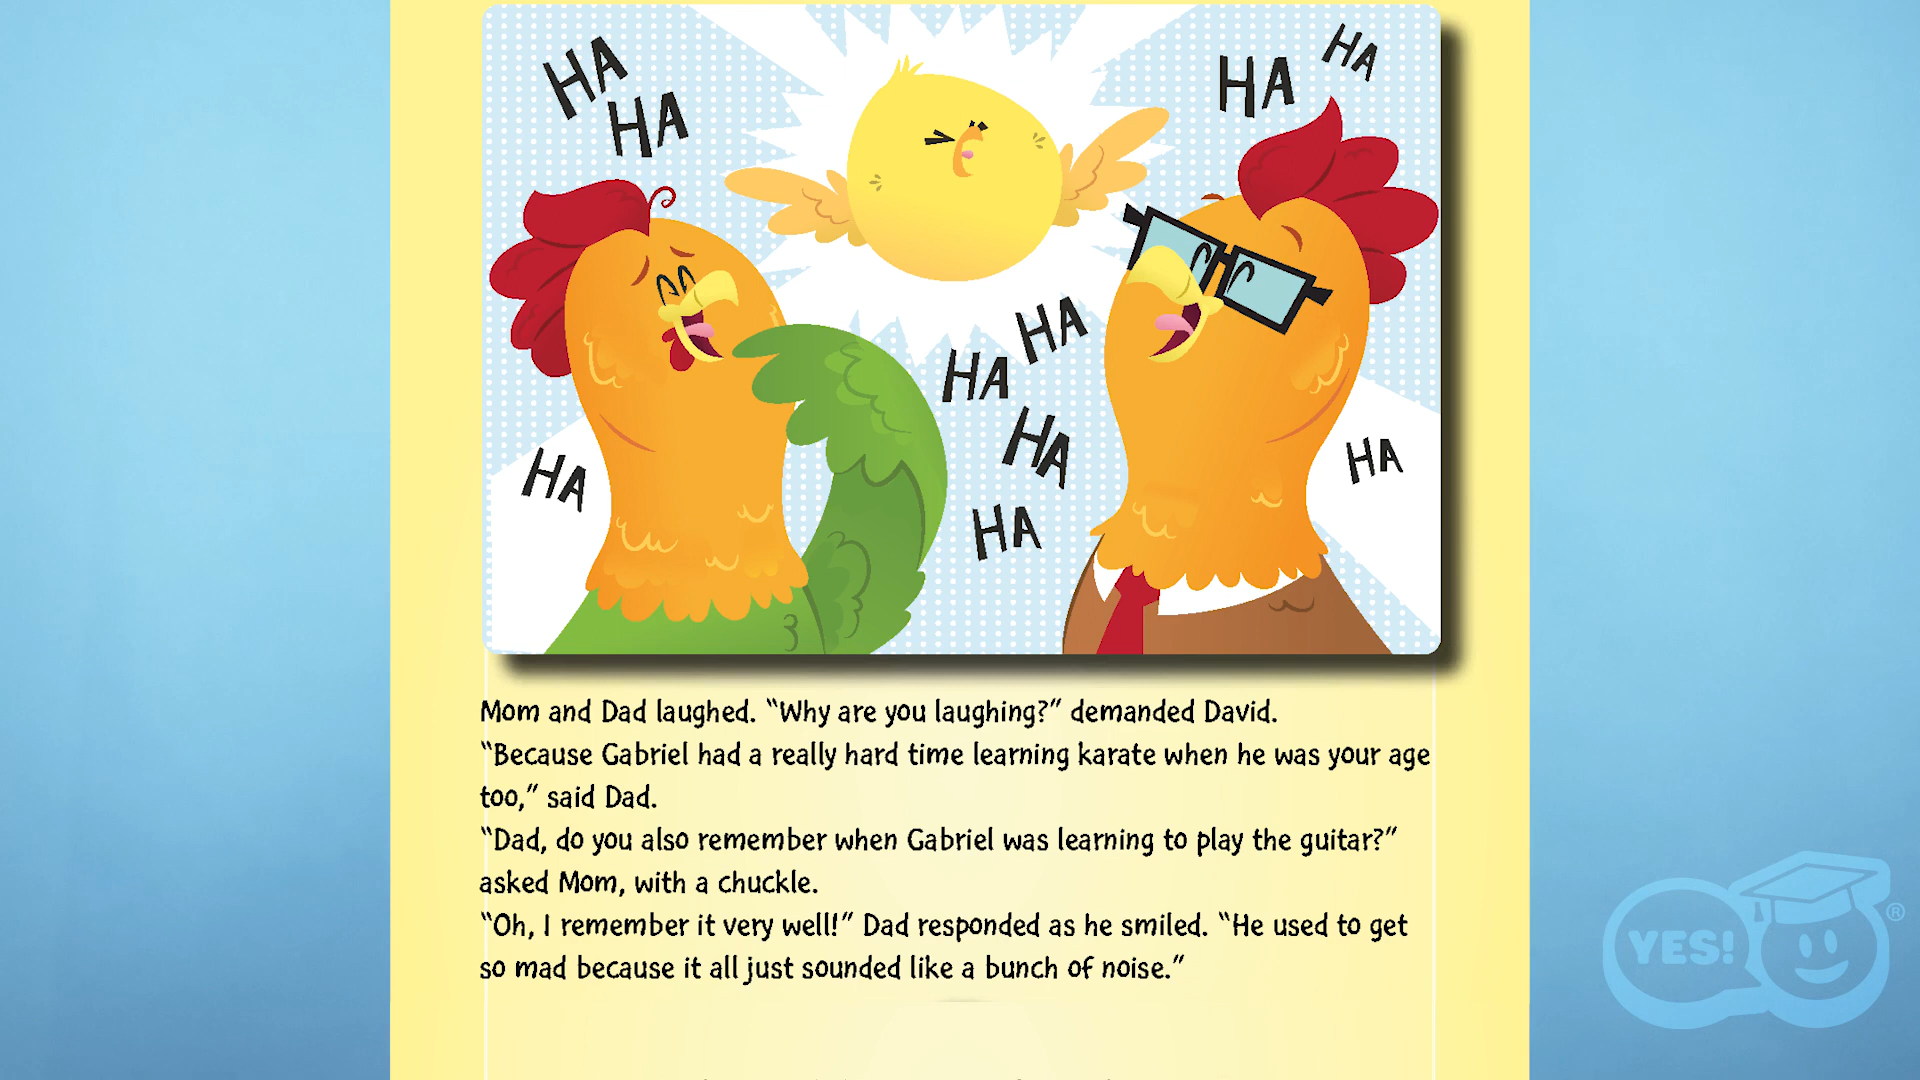 HA
HA
HA
HA
HA
HA
HA
HA
HA
HA
Mom and Dad laughed. “Why are you laughing?” demanded David.
“Because Gabriel had a really hard time learning karate when he was your age
too,” said Dad.
“Dad, do you also remember when Gabriel was learning to play the guitar?”
asked Mom, with a chuckle.
“Oh, I remember it very well!” Dad responded as he smiled. “He used to get
so mad because it all just sounded like a bunch of noise.”
YES!
®